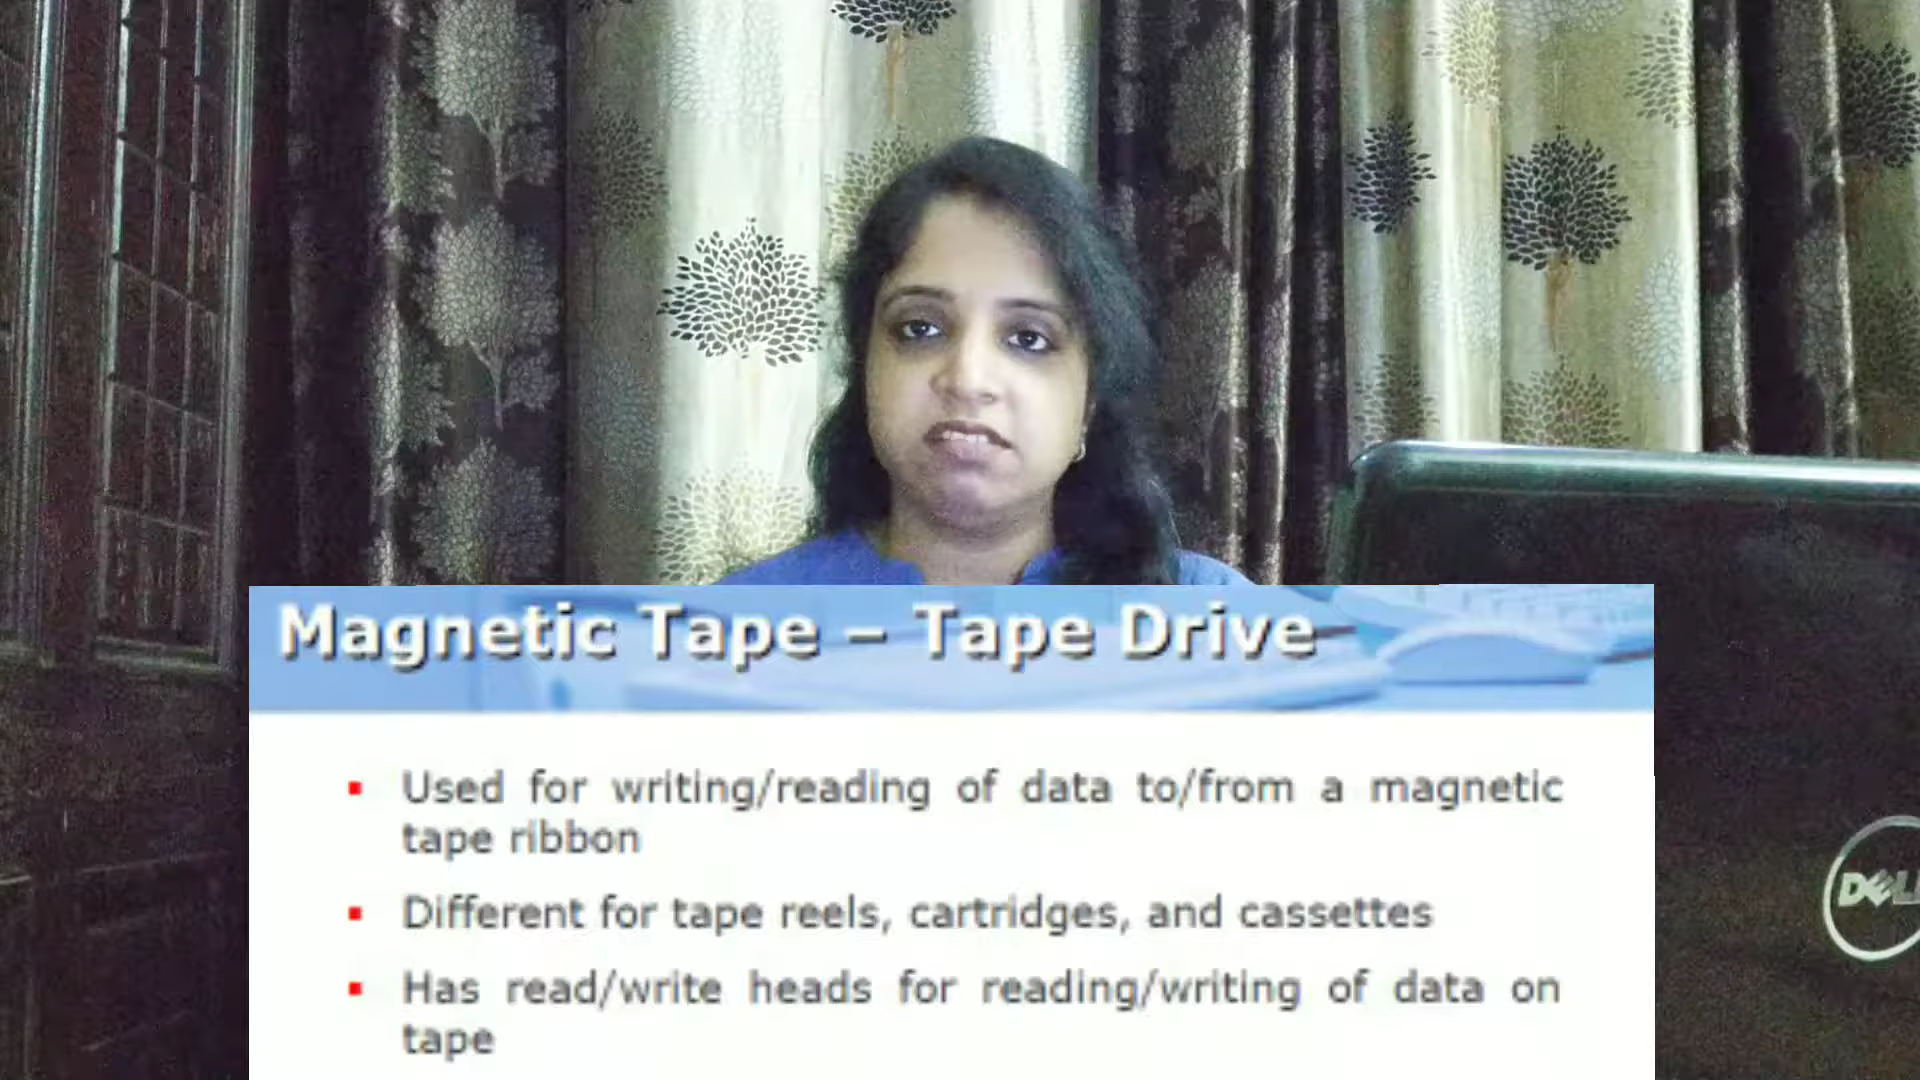 Magnetic Tape – Tape Drive
Used for writing/reading of data to/from a magnetic
tape ribbon
Different for tape reels, cartridges, and cassettes
Has read/write heads for reading/writing of data on
tape
DELL